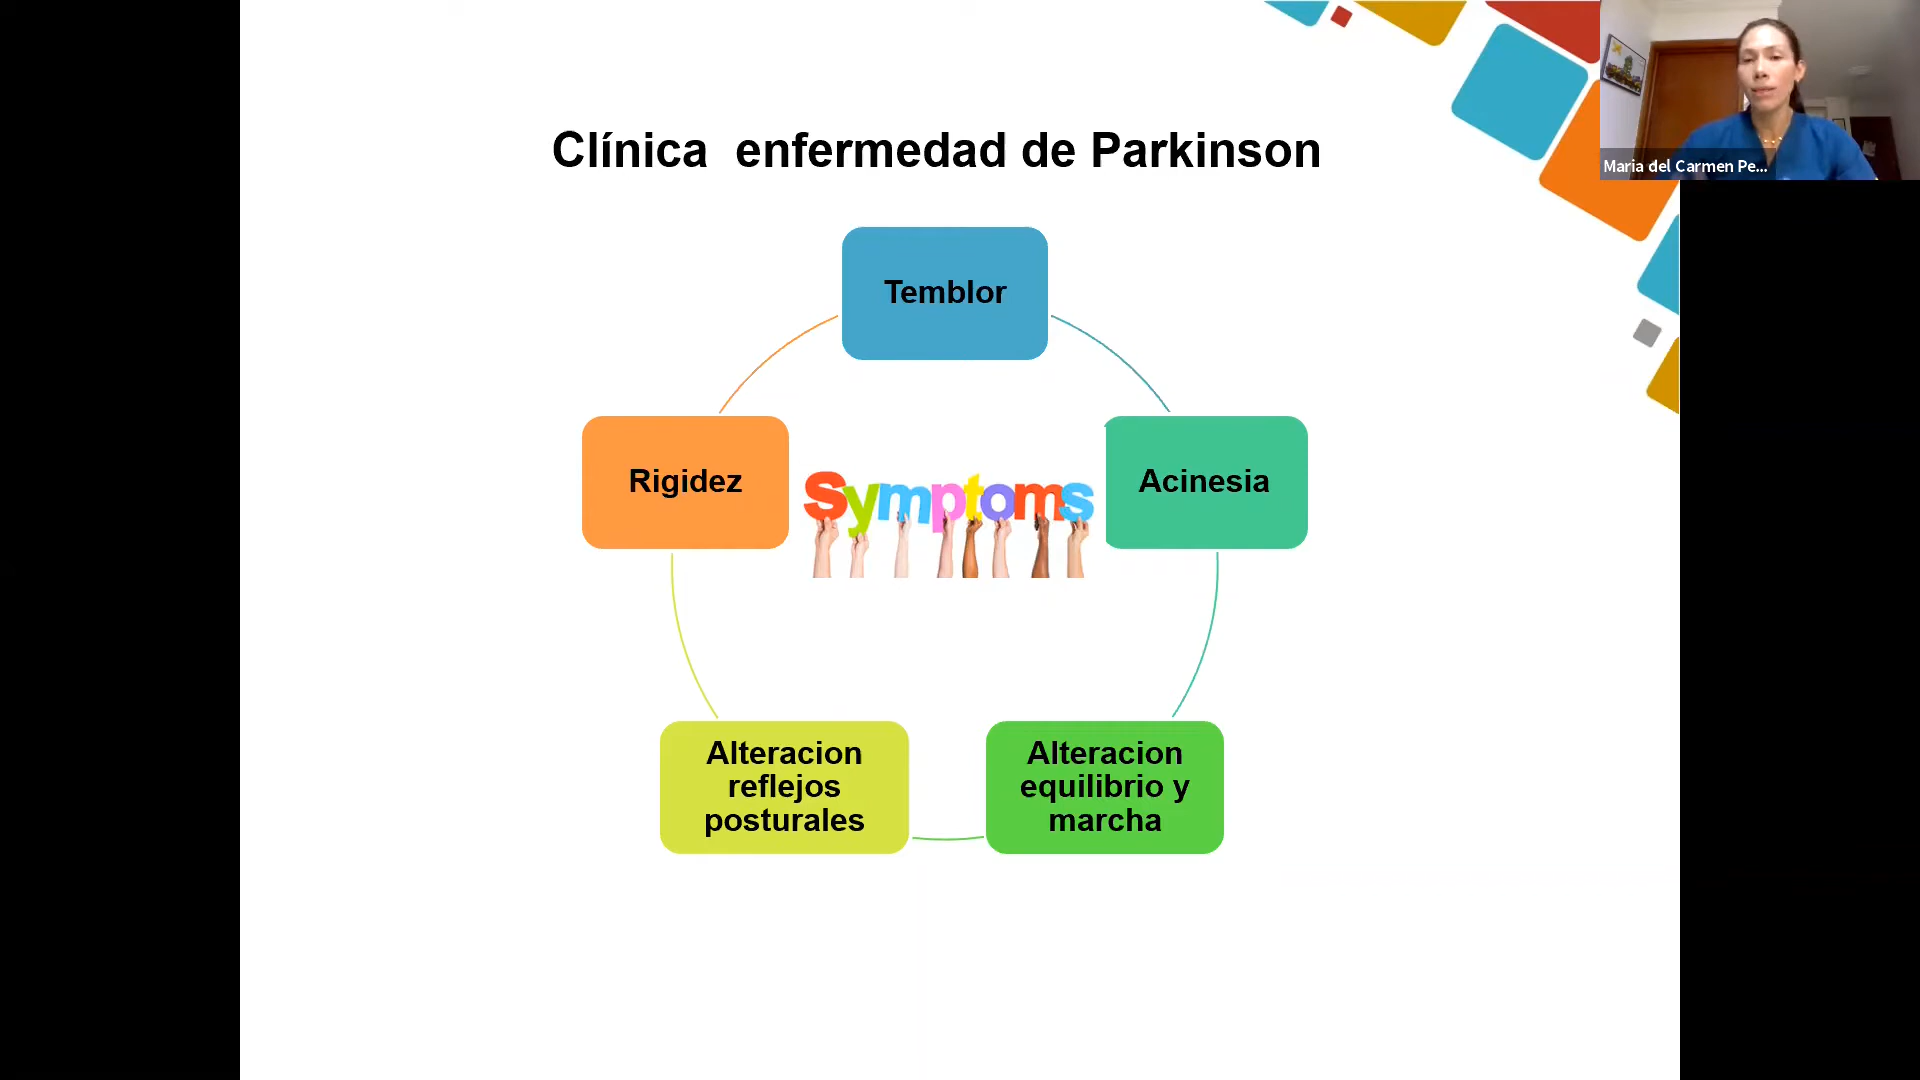 Clínica enfermedad de Parkinson
Maria del Carmen Pe...
Temblor
Rigidez
Symptoms
Acinesia
Alteracion
reflejos
posturales
Alteracion
equilibrio y
marcha